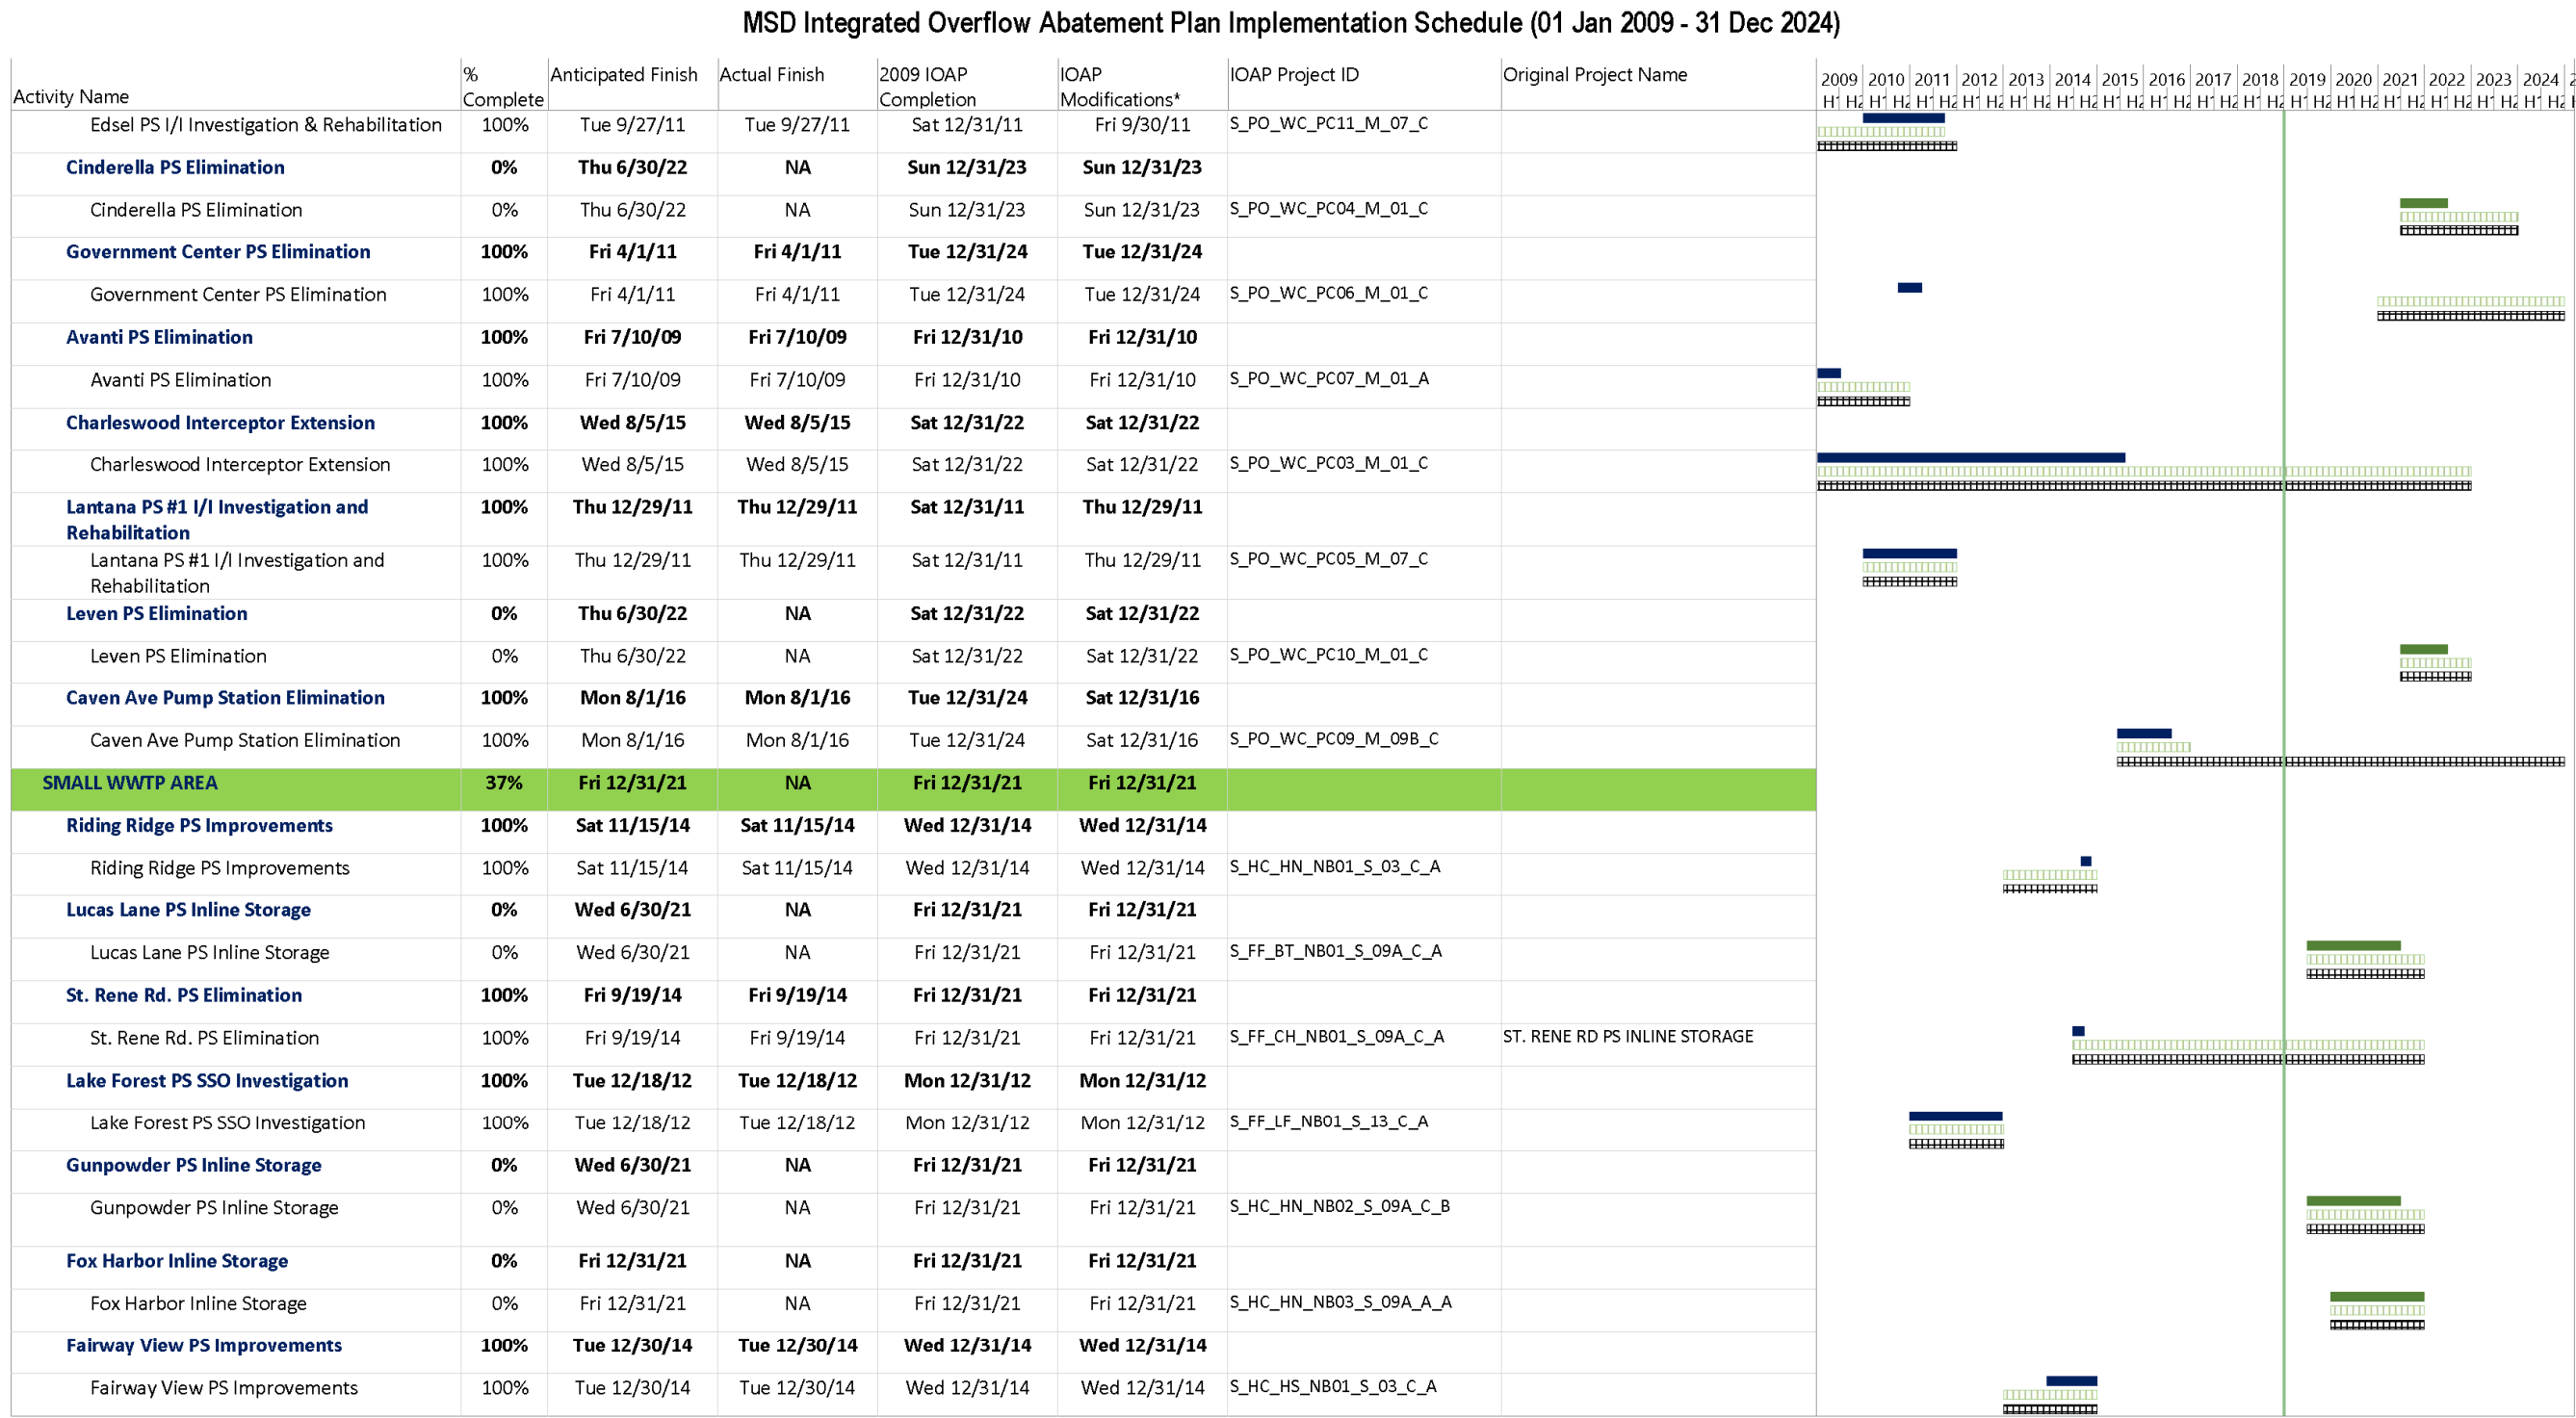 MSD Integrated Overflow Abatement Plan Implementation Schedule (01 Jan 2009 - 31 Dec 2024)
Activity Name % Complete Anticipated Finish Actual Finish 2009 IOAP Completion IOAP Modifications* IOAP Project ID Original Project Name 2009 2010 2011 2012 2013 2014 2015 2016 2017 2018 2019 2020 2021 2022 2023 2024 2
H1 H2 H1 H2 H1 H2 H1 H2 H1 H2 H1 H2 H1 H2 H1 H2 H1 H2 H1 H2 H1 H2 H1 H2 H1 H2 H1 H2 H1 H2 H1 H2 H
Edsel PS I/I Investigation & Rehabilitation 100% Tue 9/27/11 Tue 9/27/11 Sat 12/31/11 Fri 9/30/11 S_PO_WC_PC11_M_07_C
Cinderella PS Elimination 0% Thu 6/30/22 NA Sun 12/31/23 Sun 12/31/23
Cinderella PS Elimination 0% Thu 6/30/22 NA Sun 12/31/23 Sun 12/31/23 S_PO_WC_PC04_M_01_C
Government Center PS Elimination 100% Fri 4/1/11 Fri 4/1/11 Tue 12/31/24 Tue 12/31/24
Government Center PS Elimination 100% Fri 4/1/11 Fri 4/1/11 Tue 12/31/24 Tue 12/31/24 S_PO_WC_PC06_M_01_C
Avanti PS Elimination 100% Fri 7/10/09 Fri 7/10/09 Fri 12/31/10 Fri 12/31/10
Avanti PS Elimination 100% Fri 7/10/09 Fri 7/10/09 Fri 12/31/10 Fri 12/31/10 S_PO_WC_PC07_M_01_A
Charleswood Interceptor Extension 100% Wed 8/5/15 Wed 8/5/15 Sat 12/31/22 Sat 12/31/22
Charleswood Interceptor Extension 100% Wed 8/5/15 Wed 8/5/15 Sat 12/31/22 Sat 12/31/22 S_PO_WC_PC03_M_01_C
Lantana PS #1 I/I Investigation and 100% Thu 12/29/11 Thu 12/29/11 Sat 12/31/11 Thu 12/29/11
Rehabilitation
Lantana PS #1 I/I Investigation and 100% Thu 12/29/11 Thu 12/29/11 Sat 12/31/11 Thu 12/29/11 S_PO_WC_PC05_M_07_C
Rehabilitation
Leven PS Elimination 0% Thu 6/30/22 NA Sat 12/31/22 Sat 12/31/22
Leven PS Elimination 0% Thu 6/30/22 NA Sat 12/31/22 Sat 12/31/22 S_PO_WC_PC10_M_01_C
Caven Ave Pump Station Elimination 100% Mon 8/1/16 Mon 8/1/16 Tue 12/31/24 Sat 12/31/16
Caven Ave Pump Station Elimination 100% Mon 8/1/16 Mon 8/1/16 Tue 12/31/24 Sat 12/31/16 S_PO_WC_PC09_M_09B_C
SMALL WWTP AREA 37% Fri 12/31/21 NA Fri 12/31/21 Fri 12/31/21
Riding Ridge PS Improvements 100% Sat 11/15/14 Sat 11/15/14 Wed 12/31/14 Wed 12/31/14
Riding Ridge PS Improvements 100% Sat 11/15/14 Sat 11/15/14 Wed 12/31/14 Wed 12/31/14 S_HC_HN_NB01_S_03_C_A
Lucas Lane PS Inline Storage 0% Wed 6/30/21 NA Fri 12/31/21 Fri 12/31/21
Lucas Lane PS Inline Storage 0% Wed 6/30/21 NA Fri 12/31/21 Fri 12/31/21 S_FF_BT_NB01_S_09A_C_A
St. Rene Rd. PS Elimination 100% Fri 9/19/14 Fri 9/19/14 Fri 12/31/21 Fri 12/31/21
St. Rene Rd. PS Elimination 100% Fri 9/19/14 Fri 9/19/14 Fri 12/31/21 Fri 12/31/21 S_FF_CH_NB01_S_09A_C_A ST. RENE RD PS INLINE STORAGE
Lake Forest PS SSO Investigation 100% Tue 12/18/12 Tue 12/18/12 Mon 12/31/12 Mon 12/31/12
Lake Forest PS SSO Investigation 100% Tue 12/18/12 Tue 12/18/12 Mon 12/31/12 Mon 12/31/12 S_FF_LF_NB01_S_13_C_A
Gunpowder PS Inline Storage 0% Wed 6/30/21 NA Fri 12/31/21 Fri 12/31/21
Gunpowder PS Inline Storage 0% Wed 6/30/21 NA Fri 12/31/21 Fri 12/31/21 S_HC_HN_NB02_S_09A_C_B
Fox Harbor Inline Storage 0% Fri 12/31/21 NA Fri 12/31/21 Fri 12/31/21
Fox Harbor Inline Storage 0% Fri 12/31/21 NA Fri 12/31/21 Fri 12/31/21 S_HC_HN_NB03_S_09A_A_A
Fairway View PS Improvements 100% Tue 12/30/14 Tue 12/30/14 Wed 12/31/14 Wed 12/31/14
Fairway View PS Improvements 100% Tue 12/30/14 Tue 12/30/14 Wed 12/31/14 Wed 12/31/14 S_HC_HS_NB01_S_03_C_A